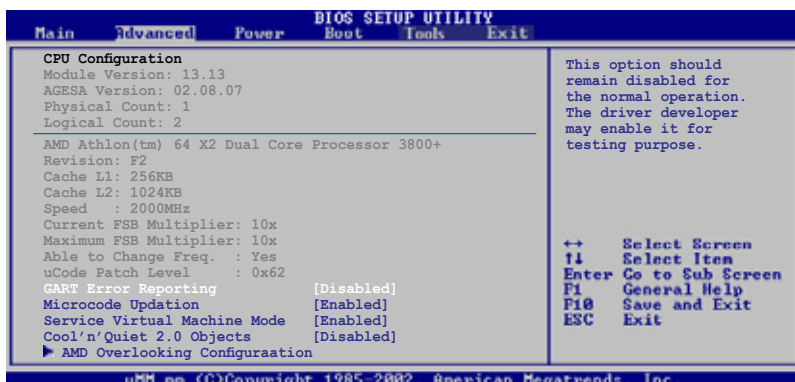 BIOS SETUP UTILITY
Main Advanced Power Boot Tools Exit
CPU Configuration
Module Version: 13.13
AGESA Version: 02.08.07
Physical Count: 1
Logical Count: 2
AMD Athlon(tm) 64 X2 Dual Core Processor 3800+
Revision: F2
Cache L1: 256KB
Cache L2: 1024KB
Speed : 2000MHz
Current FSB Multiplier: 10x
Maximum FSB Multiplier: 10x
Able to Change Freq. : Yes
uCode Patch Level : 0x62
GART Error Reporting [Disabled]
Microcode Updation [Enabled]
Service Virtual Machine Mode [Enabled]
Cool'n'Quiet 2.0 Objects [Disabled]
AMD Overlooking Configuraation
This option should
remain disabled for
the normal operation.
The driver developer
may enable it for
testing purpose.
↔ Select Screen
↑↓ Select Item
Enter Go to Sub Screen
F1 General Help
F10 Save and Exit
ESC Exit
(C)Copyright 1985-2002 American Megatrends Inc